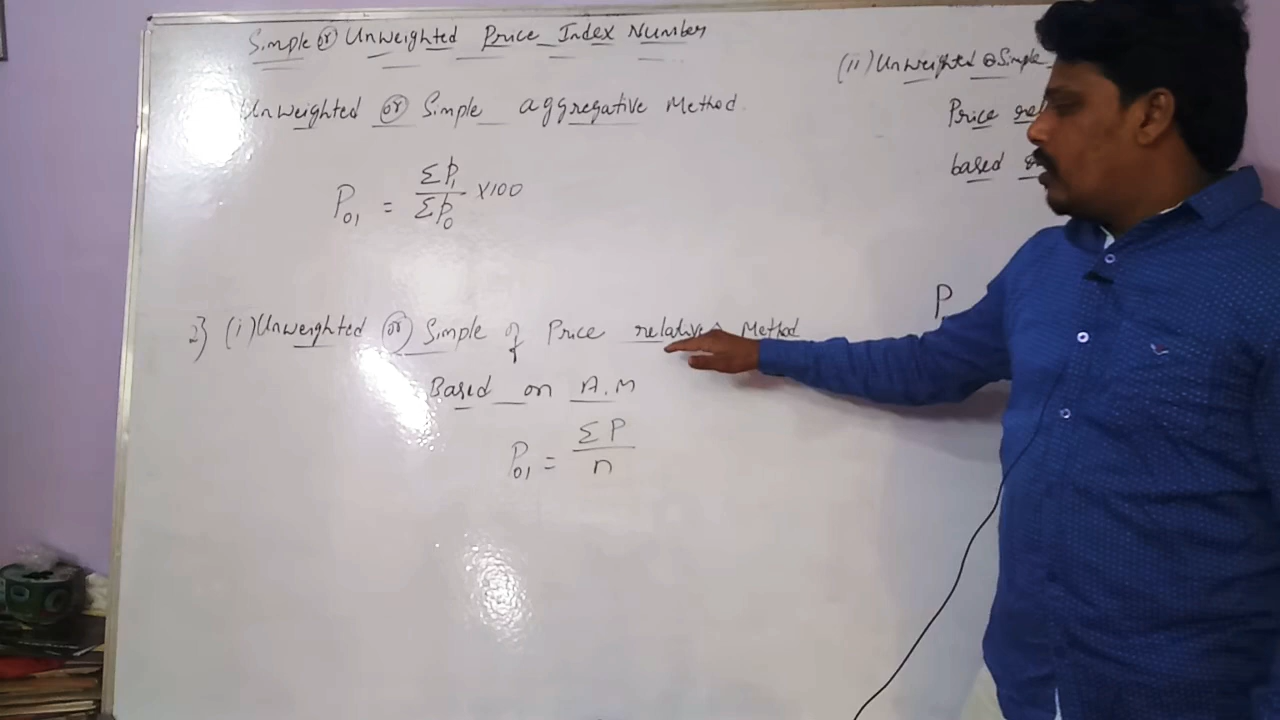 Simple or Unweighted Price Index Number
Unweighted or Simple aggregative Method
P01 = Σp1 / Σp0 ×100
2) (i) Unweighted or Simple of Price relative Method
Based on A.M
P01 = ΣP / n
(ii) Unweighted or Simple
Price
based
P